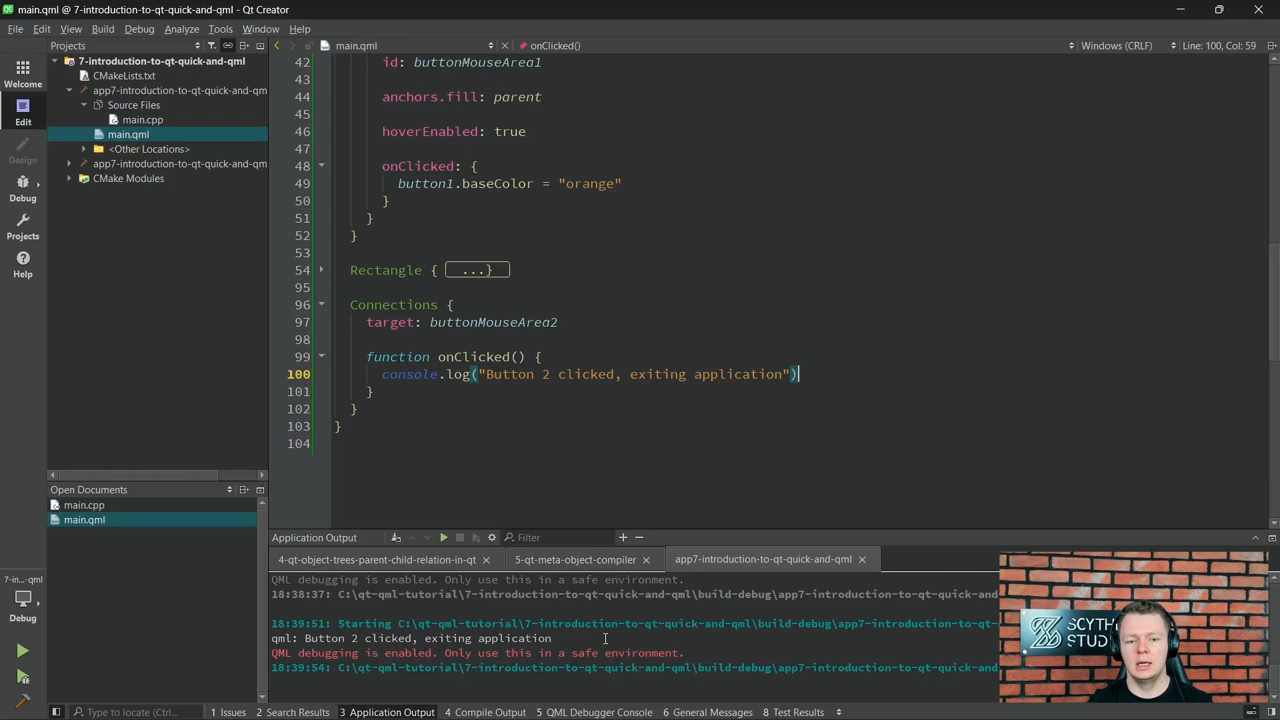 main.qml @ 7-introduction-to-qt-quick-and-qml - Qt Creator
File Edit View Build Debug Analyze Tools Window Help
Projects
main.qml
onClicked()
Windows (CRLF)
Line: 100, Col: 59
Welcome
Edit
Design
Debug
Projects
Help
7-introduction-to-qt-quick-and-qml
CMakeLists.txt
app7-introduction-to-qt-quick-and-qm
Source Files
main.cpp
main.qml
<Other Locations>
app7-introduction-to-qt-quick-and-qm
CMake Modules
42 id: buttonMouseArea1
43
44 anchors.fill: parent
45
46 hoverEnabled: true
47
48 onClicked: {
49 button1.baseColor = "orange"
50 }
51 }
52 }
53
54 Rectangle { ...}
95
96 Connections {
97 target: buttonMouseArea2
98
99 function onClicked() {
100 console.log("Button 2 clicked, exiting application")
101 }
102 }
103 }
104
Open Documents
main.cpp
main.qml
7-in...-qml
Debug
Application Output
Filter
4-qt-object-trees-parent-child-relation-in-qt
5-qt-meta-object-compiler
app7-introduction-to-qt-quick-and-qml
QML debugging is enabled. Only use this in a safe environment.
18:38:37: C:\qt-qml-tutorial\7-introduction-to-qt-quick-and-qml\build-debug\app7-introduction-to-qt-quick-and-
18:39:51: Starting C:\qt-qml-tutorial\7-introduction-to-qt-quick-and-qml\build-debug\app7-introduction-to-qt-
qml: Button 2 clicked, exiting application
QML debugging is enabled. Only use this in a safe environment.
18:39:54: C:\qt-qml-tutorial\7-introduction-to-qt-quick-and-qml\build-debug\app7-introduction-to-qt-quick-and-
SCYTH
STUD
Type to locate (Ctrl...
1 Issues 2 Search Results 3 Application Output 4 Compile Output 5 QML Debugger Console 6 General Messages 8 Test Results